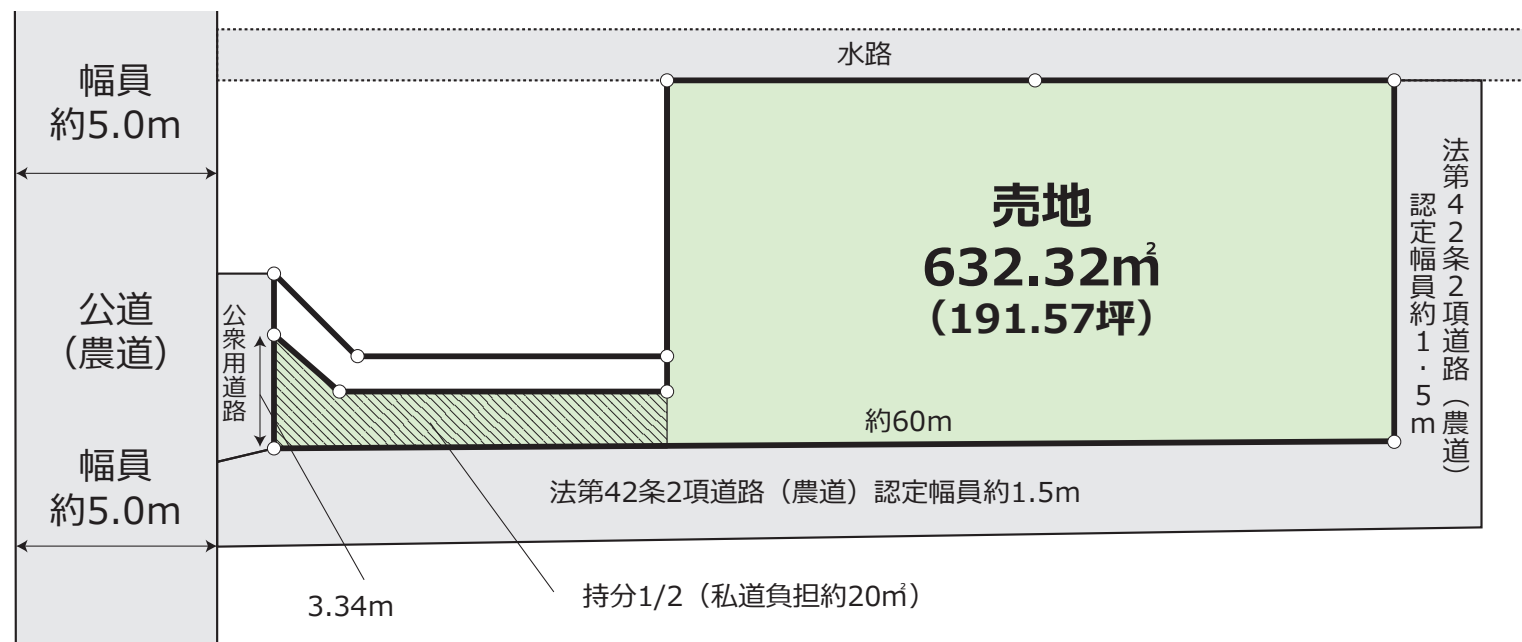 水路
幅員
約5.0m
売地
632.32㎡
（191.57坪）
法第42条2項道路（農道）
認定幅員約1.5m
公道
（農道）
公衆用道路
約60m
幅員
約5.0m
法第42条2項道路（農道）認定幅員約1.5m
3.34m
持分1/2（私道負担約20㎡）